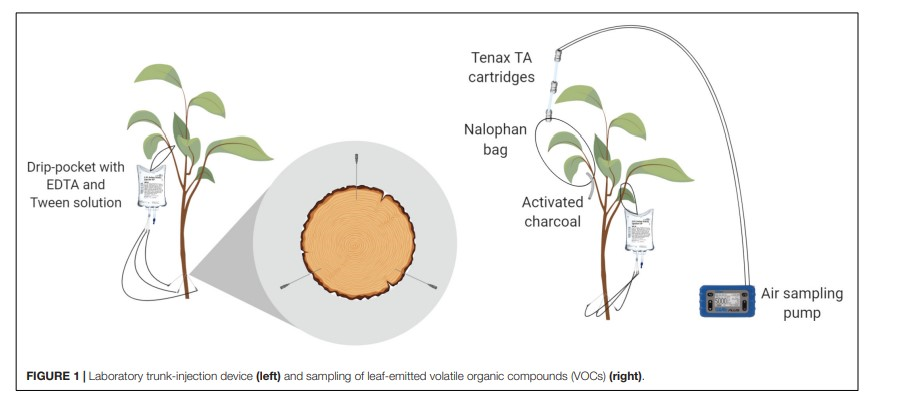 Tenax TA
cartridges
Nalophan
bag
Drip-pocket with
EDTA and
Tween solution
Activated
charcoal
5000
Air sampling
pump
FIGURE 1 | Laboratory trunk-injection device (left) and sampling of leaf-emitted volatile organic compounds (VOCs) (right).